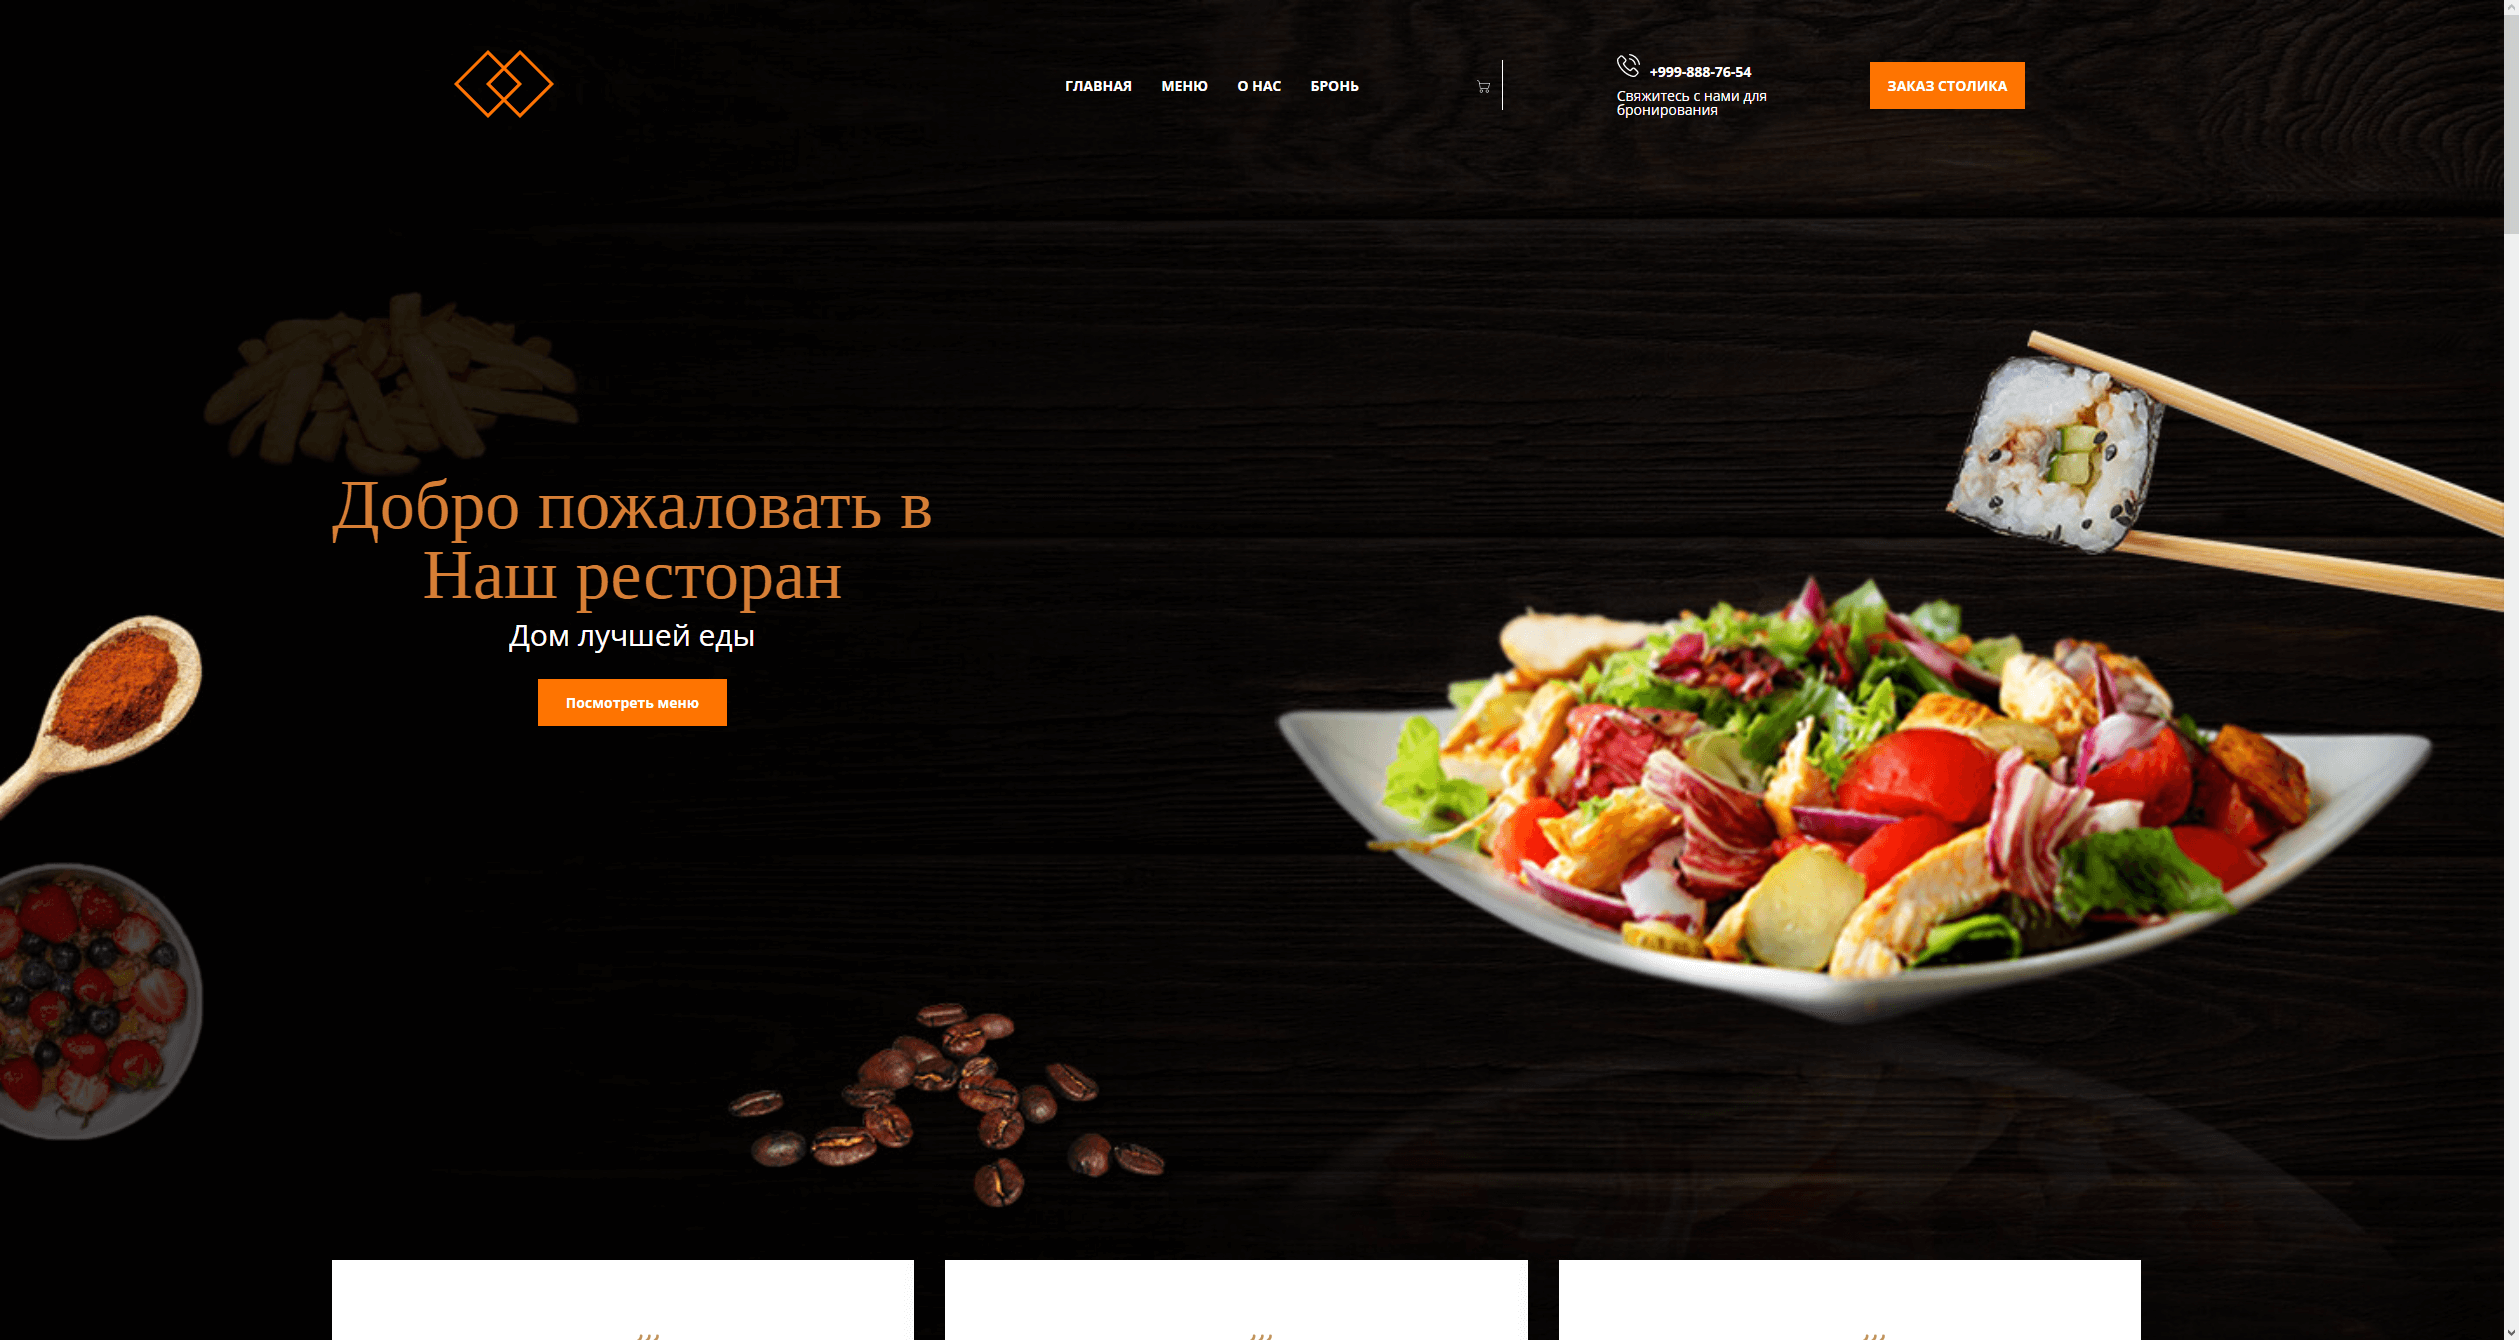 ГЛАВНАЯ МЕНЮ О НАС БРОНЬ
+999-888-76-54
Свяжитесь с нами для
бронирования
ЗАКАЗ СТОЛИКА
Добро пожаловать в
Наш ресторан
Дом лучшей еды
Посмотреть меню